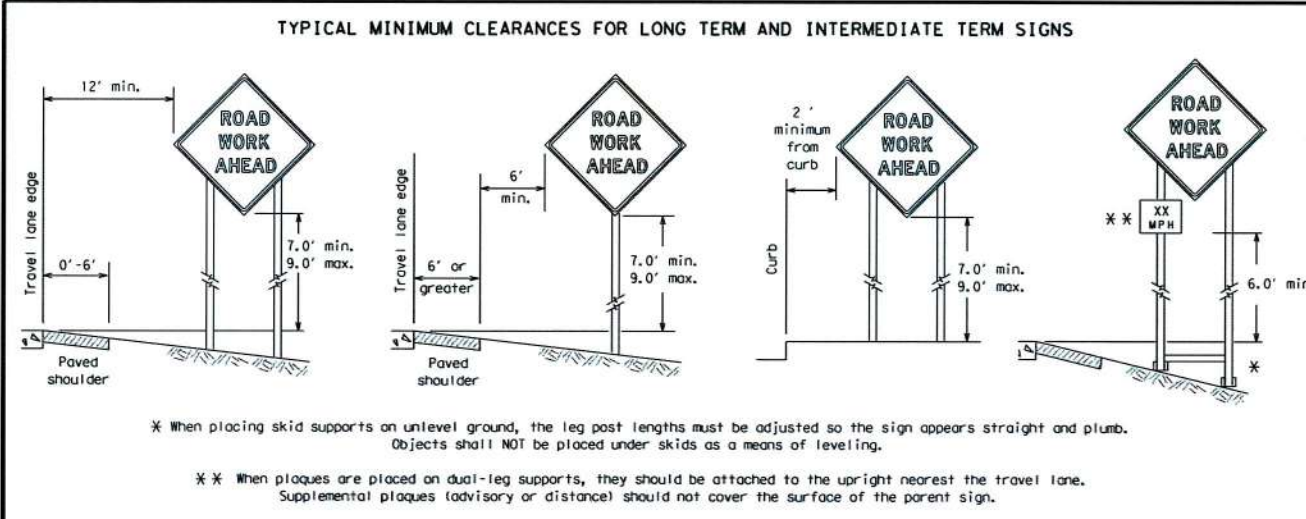 TYPICAL MINIMUM CLEARANCES FOR LONG TERM AND INTERMEDIATE TERM SIGNS
12' min.
Travel lane edge
0'-6'
Paved
shoulder
ROAD
WORK
AHEAD
7.0' min.
9.0' max.
Travel lane edge
6' or
greater
6'
min.
Paved
shoulder
ROAD
WORK
AHEAD
7.0' min.
9.0' max.
2'
minimum
from
curb
Curb
ROAD
WORK
AHEAD
7.0' min.
9.0' max.
ROAD
WORK
AHEAD
* *
XX
MPH
6.0' min
*
* When placing skid supports on unlevel ground, the leg post lengths must be adjusted so the sign appears straight and plumb.
Objects shall NOT be placed under skids as a means of leveling.
* * When plaques are placed on dual-leg supports, they should be attached to the upright nearest the travel lane.
Supplemental plaques (advisory or distance) should not cover the surface of the parent sign.